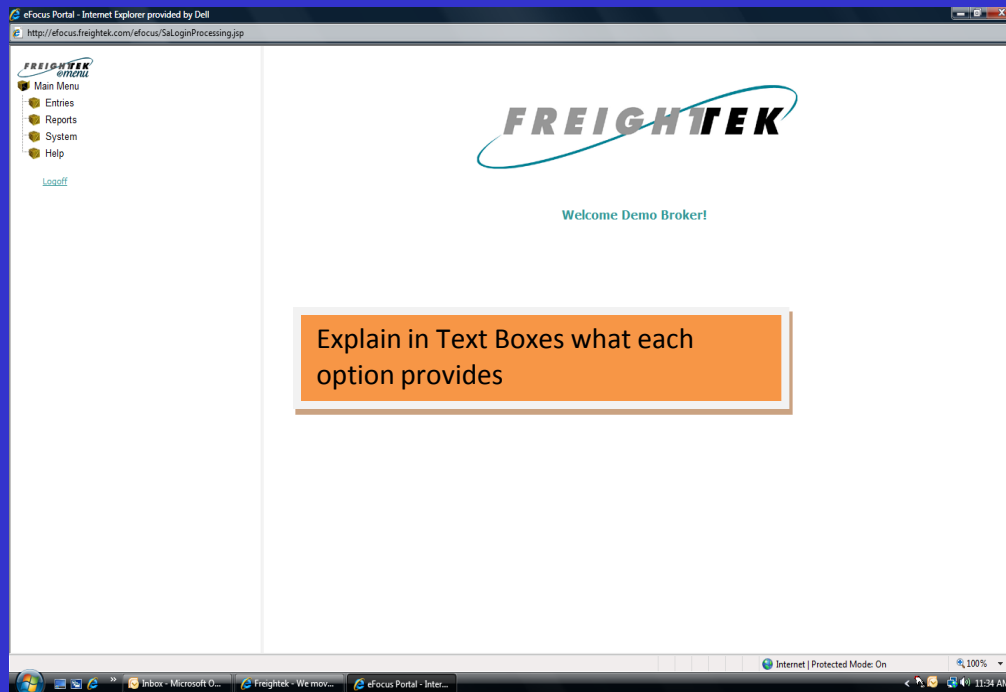 eFocus Portal - Internet Explorer provided by Dell
http://efocus.freightek.com/efocus/SaLoginProcessing.jsp
FREIGHTEK
@menu
Main Menu
Entries
Reports
System
Help
Logoff
FREIGHTEK
Welcome Demo Broker!
Explain in Text Boxes what each
option provides
Internet | Protected Mode: On
100%
Inbox - Microsoft O...
Freightek - We mov...
eFocus Portal - Inter...
11:34 AM